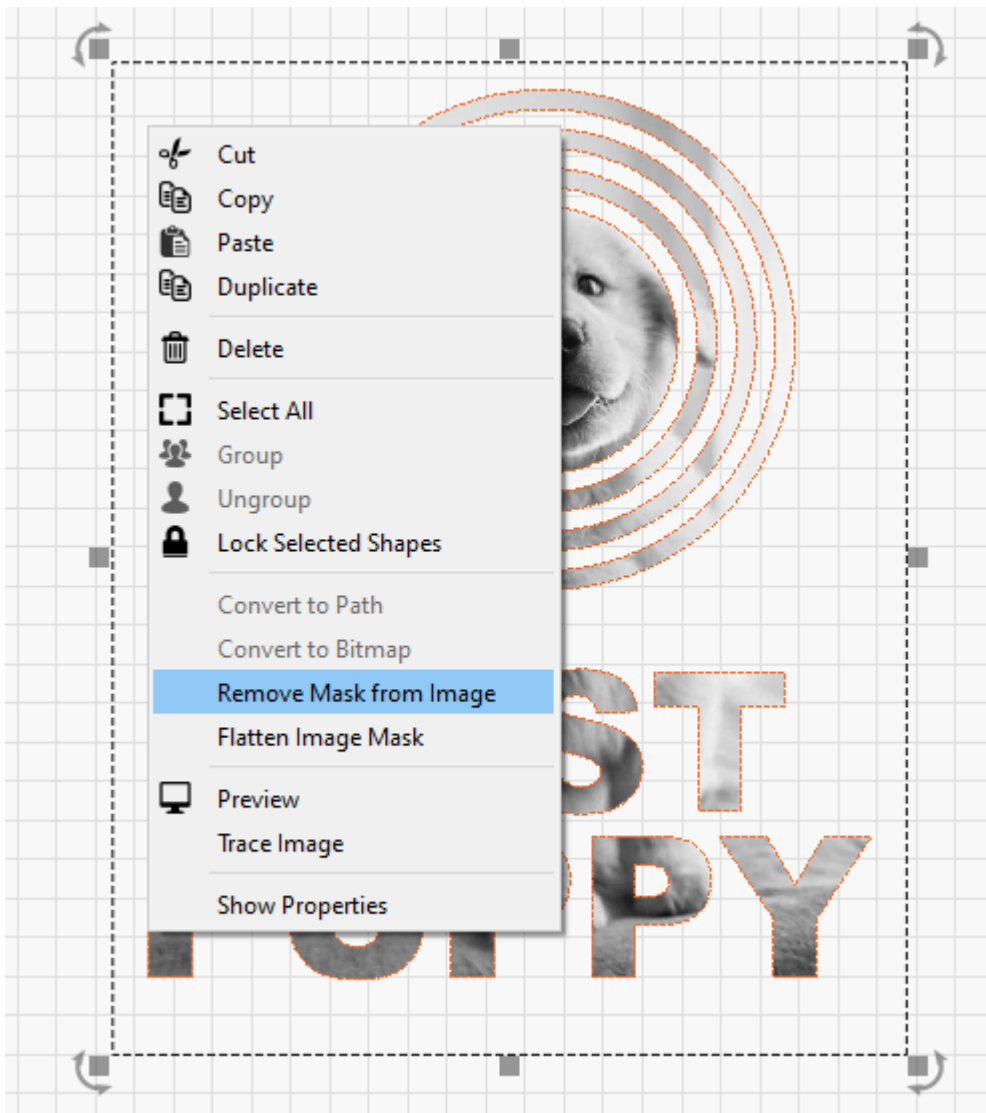 Cut
Copy
Paste
Duplicate
Delete
Select All
Group
Ungroup
Lock Selected Shapes
Convert to Path
Convert to Bitmap
Remove Mask from Image
Flatten Image Mask
Preview
Trace Image
Show Properties
ST
PUPPY